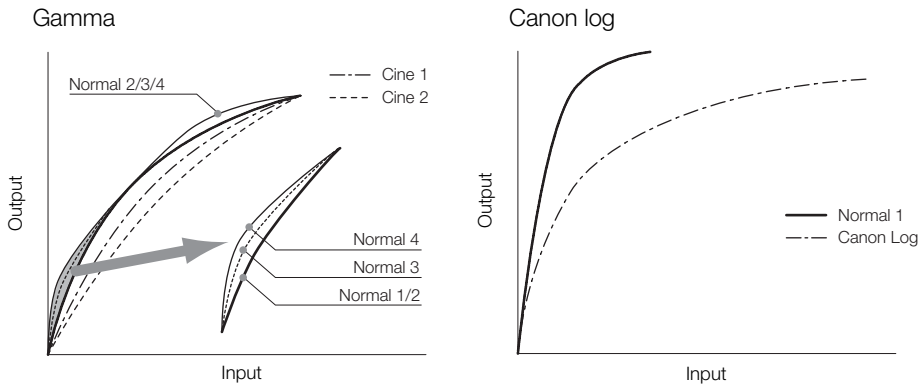 Gamma
Normal 2/3/4
Cine 1
Cine 2
Normal 4
Normal 3
Normal 1/2
Output
Input
Canon log
Normal 1
Canon Log
Output
Input